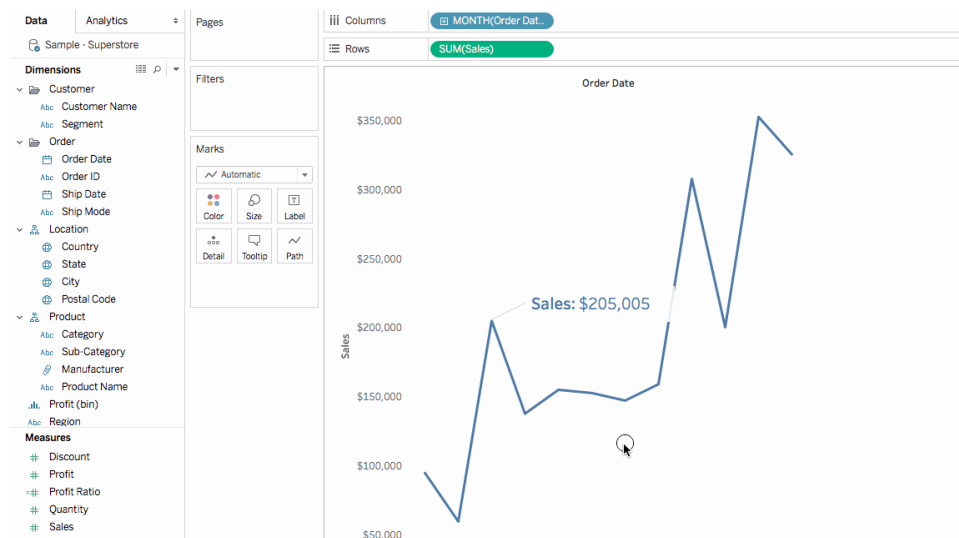 Data
Analytics
Sample - Superstore
Dimensions
Customer
Abc Customer Name
Abc Segment
Order
Order Date
Abc Order ID
Ship Date
Abc Ship Mode
Location
Country
State
City
Postal Code
Product
Abc Category
Abc Sub-Category
Manufacturer
Abc Product Name
Profit (bin)
Abc Region
Measures
# Discount
# Profit
=# Profit Ratio
# Quantity
# Sales
Pages
Filters
Marks
Automatic
Color
Size
Label
Detail
Tooltip
Path
Columns
MONTH(Order Dat..
Rows
SUM(Sales)
Order Date
$350,000
$300,000
$250,000
Sales: $205,005
$200,000
Sales
$150,000
$100,000
$50,000